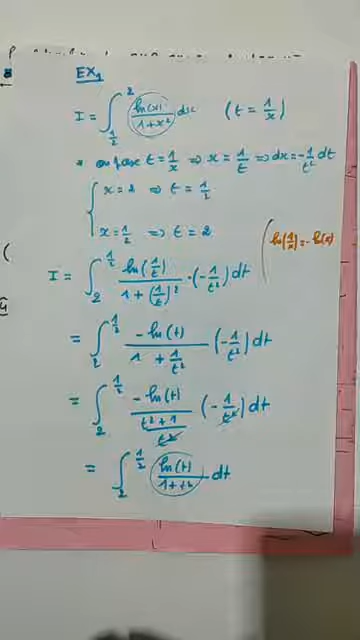 EX1
I = ∫_{1/2}^{2} ln(x)/(1+x²) dx (t = 1/x)
* on pose t = 1/x ⇒ x = 1/t ⇒ dx = -1/t² dt
{ x = 2 ⇒ t = 1/2
x = 1/2 ⇒ t = 2
ln(1/x) = -ln(x)
I = ∫_{2}^{1/2} ln(1/t)/(1+(1/t)²) · (-1/t²) dt
= ∫_{2}^{1/2} -ln(t)/(1 + 1/t²) (-1/t²) dt
= ∫_{2}^{1/2} -ln(t)/((t²+1)/t²) (-1/t²) dt
= ∫_{2}^{1/2} ln(t)/(1+t²) dt